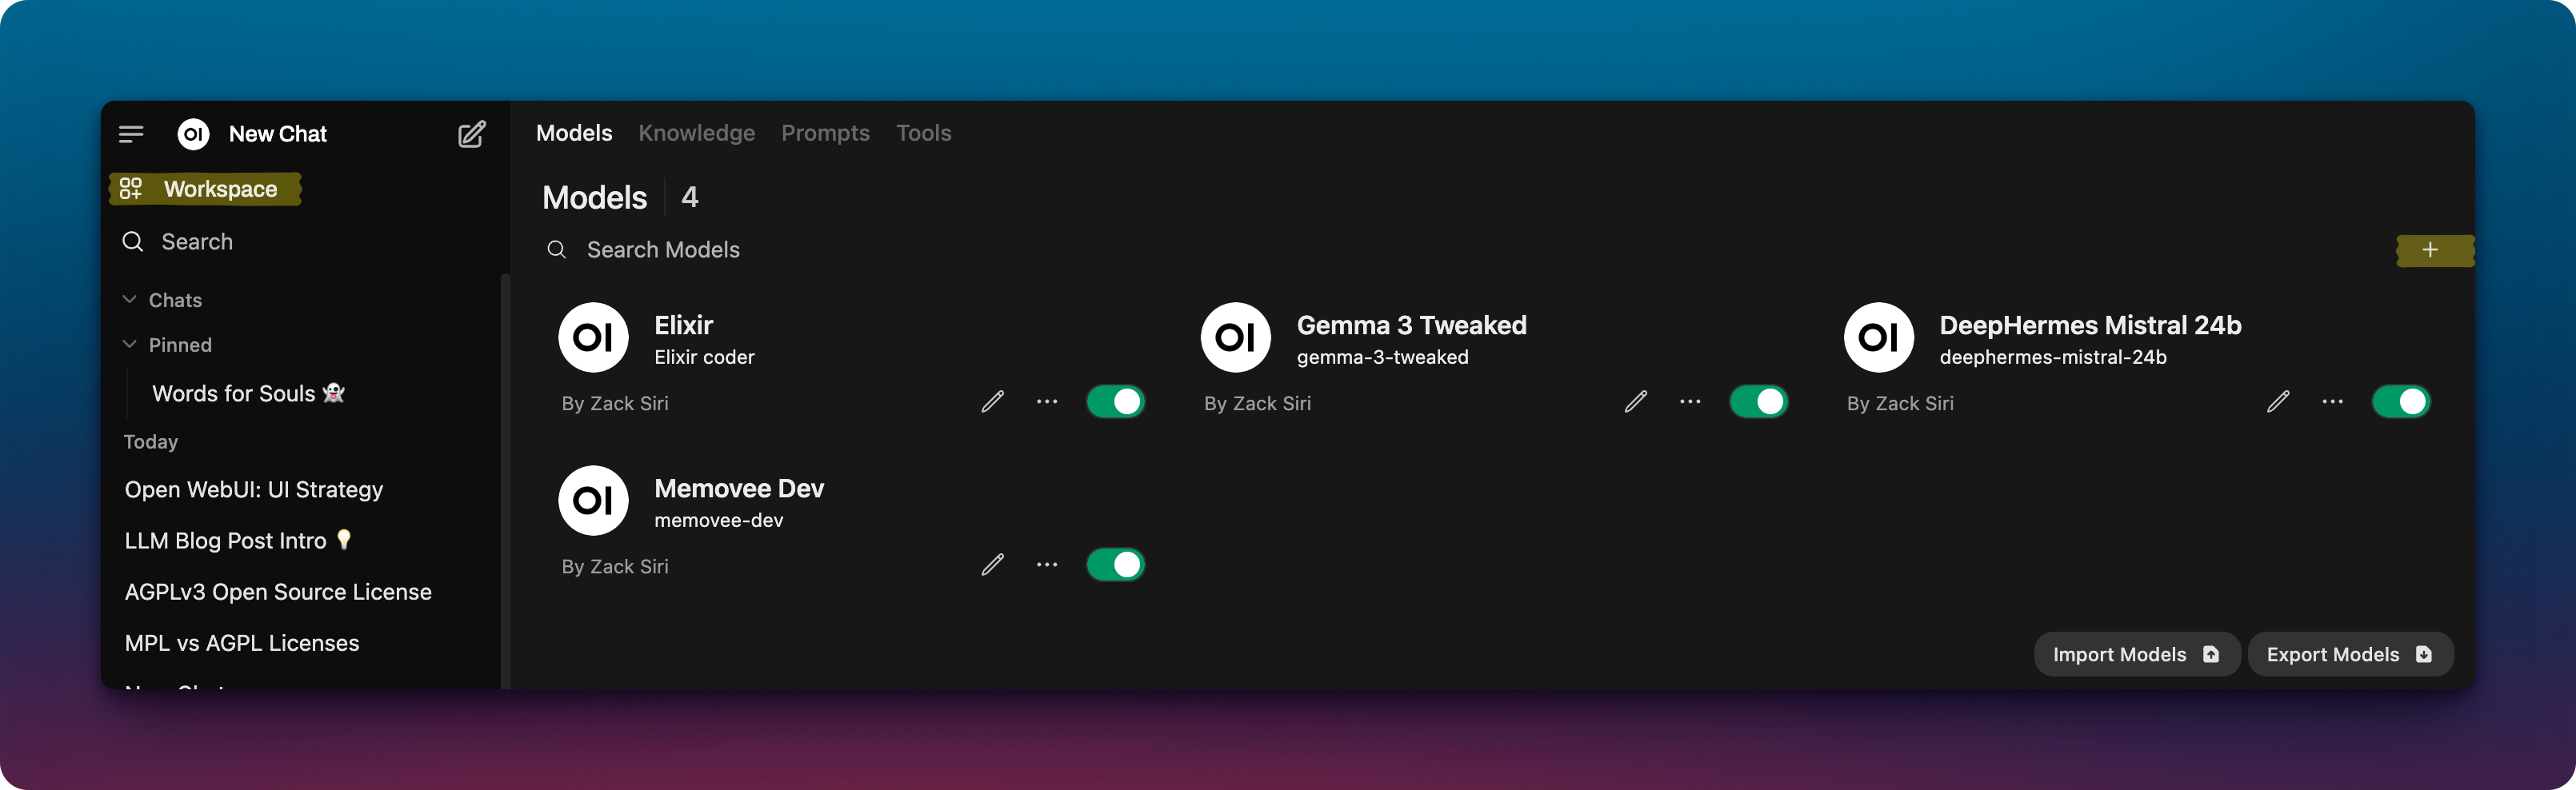 New Chat
Workspace
Search
Chats
Pinned
Words for Souls 👻
Today
Open WebUI: UI Strategy
LLM Blog Post Intro 💡
AGPLv3 Open Source License
MPL vs AGPL Licenses
Models Knowledge Prompts Tools
Models 4
Search Models
+
OI
Elixir
Elixir coder
By Zack Siri
OI
Gemma 3 Tweaked
gemma-3-tweaked
By Zack Siri
OI
DeepHermes Mistral 24b
deephermes-mistral-24b
By Zack Siri
OI
Memovee Dev
memovee-dev
By Zack Siri
Import Models
Export Models